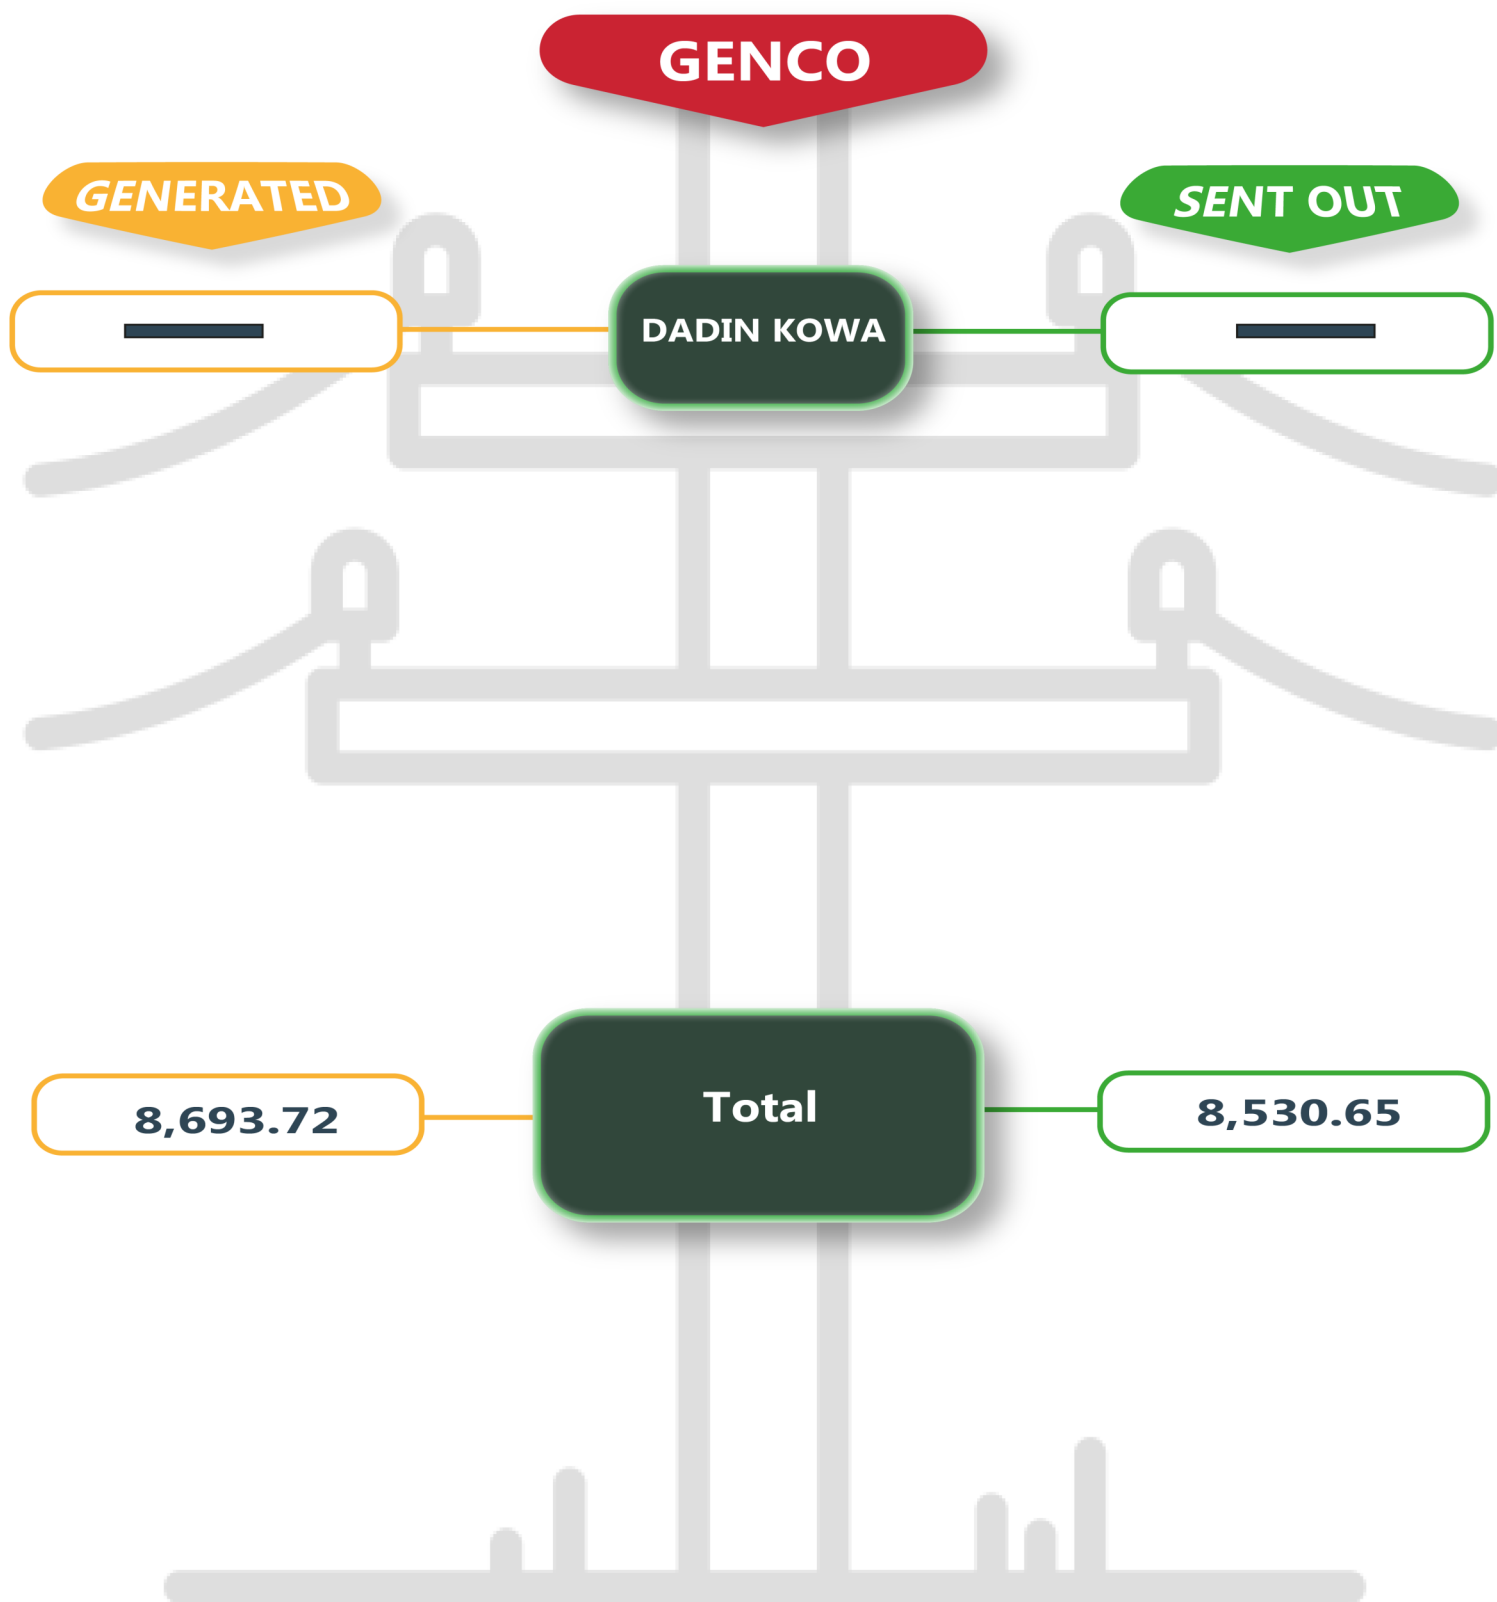 GENCO
GENERATED
SENT OUT
DADIN KOWA
Total
8,693.72
8,530.65